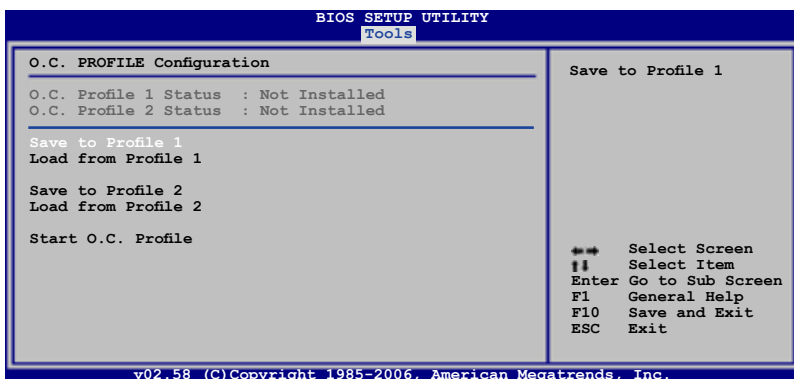 BIOS SETUP UTILITY
Tools
O.C. PROFILE Configuration
O.C. Profile 1 Status : Not Installed
O.C. Profile 2 Status : Not Installed
Save to Profile 1
Load from Profile 1
Save to Profile 2
Load from Profile 2
Start O.C. Profile
Save to Profile 1
Select Screen
Select Item
Enter Go to Sub Screen
F1 General Help
F10 Save and Exit
ESC Exit
v02.58 (C)Copyright 1985-2006, American Megatrends, Inc.